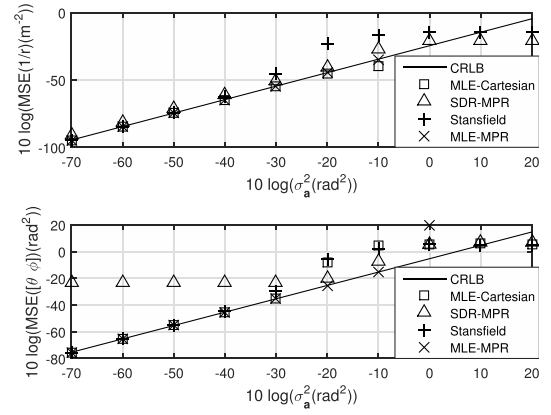 10 log(MSE(1/r)(m⁻²))
0
-50
-100
-70 -60 -50 -40 -30 -20 -10 0 10 20
10 log(σ²ₐ(rad²))
CRLB
MLE-Cartesian
SDR-MPR
Stansfield
MLE-MPR
10 log(MSE([θ ϕ])(rad²))
20
0
-20
-40
-60
-80
-70 -60 -50 -40 -30 -20 -10 0 10 20
10 log(σ²ₐ(rad²))
CRLB
MLE-Cartesian
SDR-MPR
Stansfield
MLE-MPR